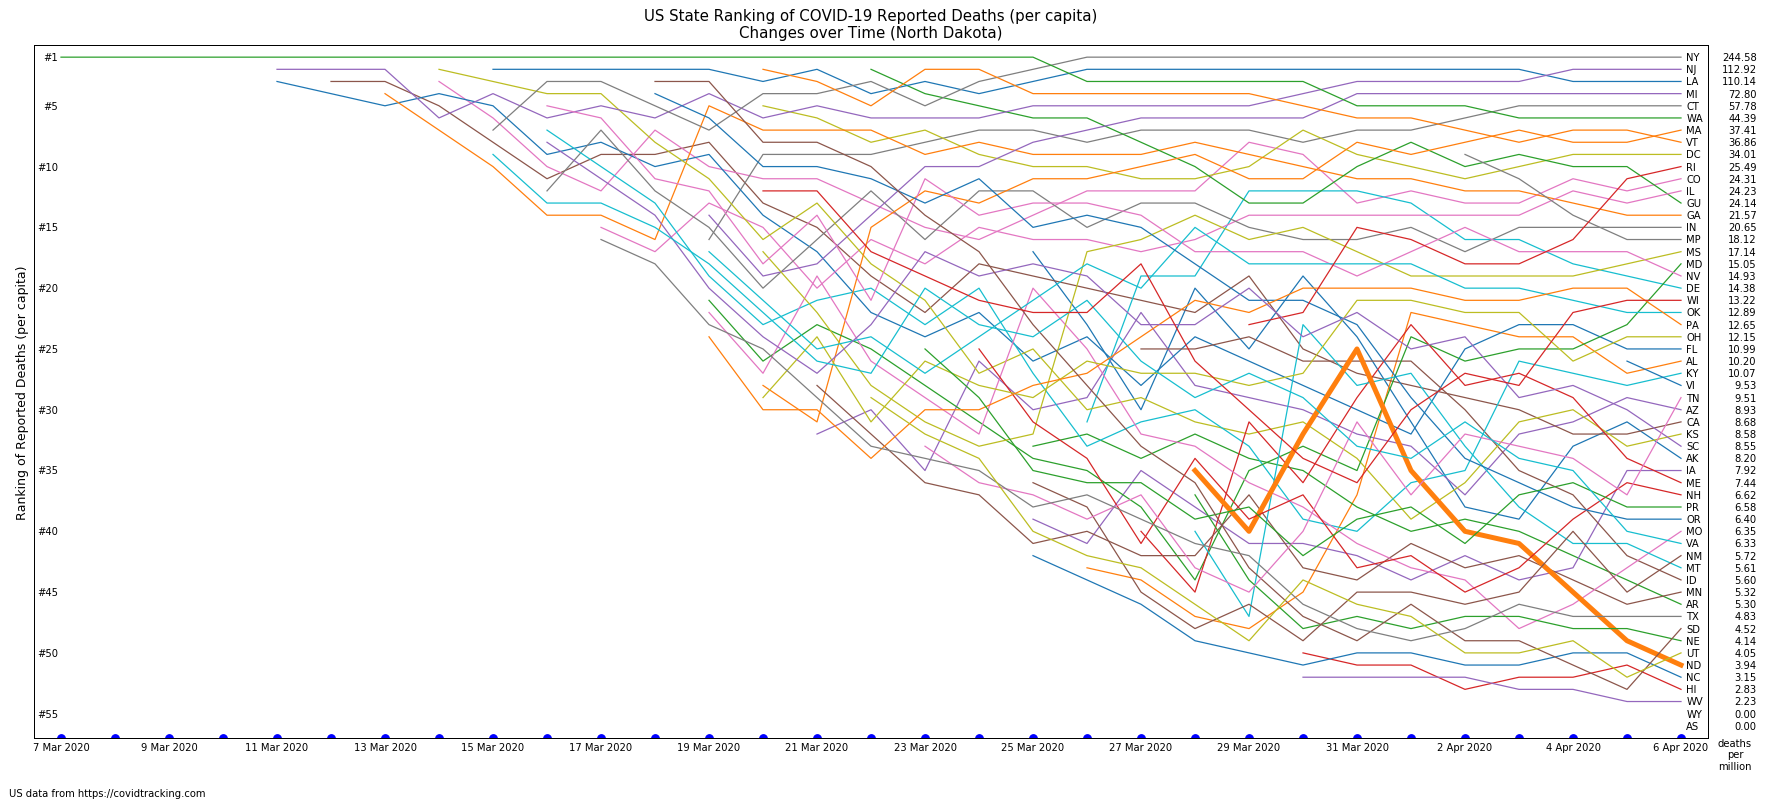 US State Ranking of COVID-19 Reported Deaths (per capita)
Changes over Time (North Dakota)
Ranking of Reported Deaths (per capita)
#1
#5
#10
#15
#20
#25
#30
#35
#40
#45
#50
#55
NY 244.58
NJ 112.92
LA 110.14
MI 72.80
CT 57.78
WA 44.39
MA 37.41
VT 36.86
DC 34.01
RI 25.49
CO 24.31
IL 24.23
GU 24.14
GA 21.57
IN 20.65
MP 18.12
MS 17.14
MD 15.05
NV 14.93
DE 14.38
WI 13.22
OK 12.89
PA 12.65
OH 12.15
FL 10.99
AL 10.20
KY 10.07
VI 9.53
TN 9.51
AZ 8.93
CA 8.68
KS 8.58
SC 8.55
AK 8.20
IA 7.92
ME 7.44
NH 6.62
PR 6.58
OR 6.40
MO 6.35
VA 6.33
NM 5.72
MT 5.61
ID 5.60
MN 5.32
AR 5.30
TX 4.83
SD 4.52
NE 4.14
UT 4.05
ND 3.94
NC 3.15
HI 2.83
WV 2.23
WY 0.00
AS 0.00
7 Mar 2020 9 Mar 2020 11 Mar 2020 13 Mar 2020 15 Mar 2020 17 Mar 2020 19 Mar 2020 21 Mar 2020 23 Mar 2020 25 Mar 2020 27 Mar 2020 29 Mar 2020 31 Mar 2020 2 Apr 2020 4 Apr 2020 6 Apr 2020
deaths
per
million
US data from https://covidtracking.com